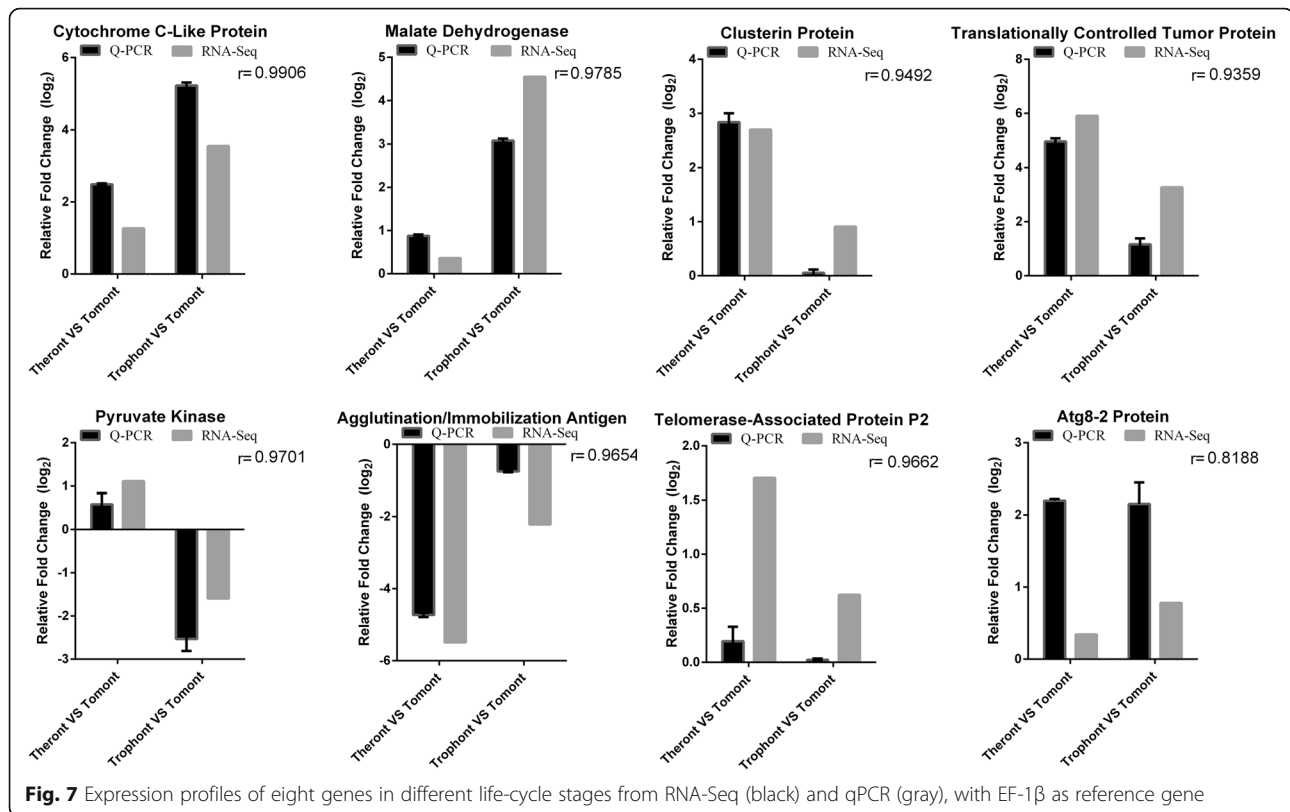 Cytochrome C-Like Protein
Q-PCR RNA-Seq
r= 0.9906
Relative Fold Change (log2)
6
4
2
0
Theront VS Tomont
Trophont VS Tomont
Malate Dehydrogenase
Q-PCR RNA-Seq
r= 0.9785
Relative Fold Change (log2)
5
4
3
2
1
0
Theront VS Tomont
Trophont VS Tomont
Clusterin Protein
Q-PCR RNA-Seq
r= 0.9492
Relative Fold Change (log2)
4
3
2
1
0
Theront VS Tomont
Trophont VS Tomont
Translationally Controlled Tumor Protein
Q-PCR RNA-Seq
r= 0.9359
Relative Fold Change (log2)
8
6
4
2
0
Theront VS Tomont
Trophont VS Tomont
Pyruvate Kinase
Q-PCR RNA-Seq
r= 0.9701
Relative Fold Change (log2)
2
1
0
-1
-2
-3
Theront VS Tomont
Trophont VS Tomont
Agglutination/Immobilization Antigen
Q-PCR RNA-Seq
r= 0.9654
Relative Fold Change (log2)
0
-2
-4
-6
Theront VS Tomont
Trophont VS Tomont
Telomerase-Associated Protein P2
Q-PCR RNA-Seq
r= 0.9662
Relative Fold Change (log2)
2.0
1.5
1.0
0.5
0.0
Theront VS Tomont
Trophont VS Tomont
Atg8-2 Protein
Q-PCR RNA-Seq
r= 0.8188
Relative Fold Change (log2)
3
2
1
0
Theront VS Tomont
Trophont VS Tomont
Fig. 7 Expression profiles of eight genes in different life-cycle stages from RNA-Seq (black) and qPCR (gray), with EF-1β as reference gene